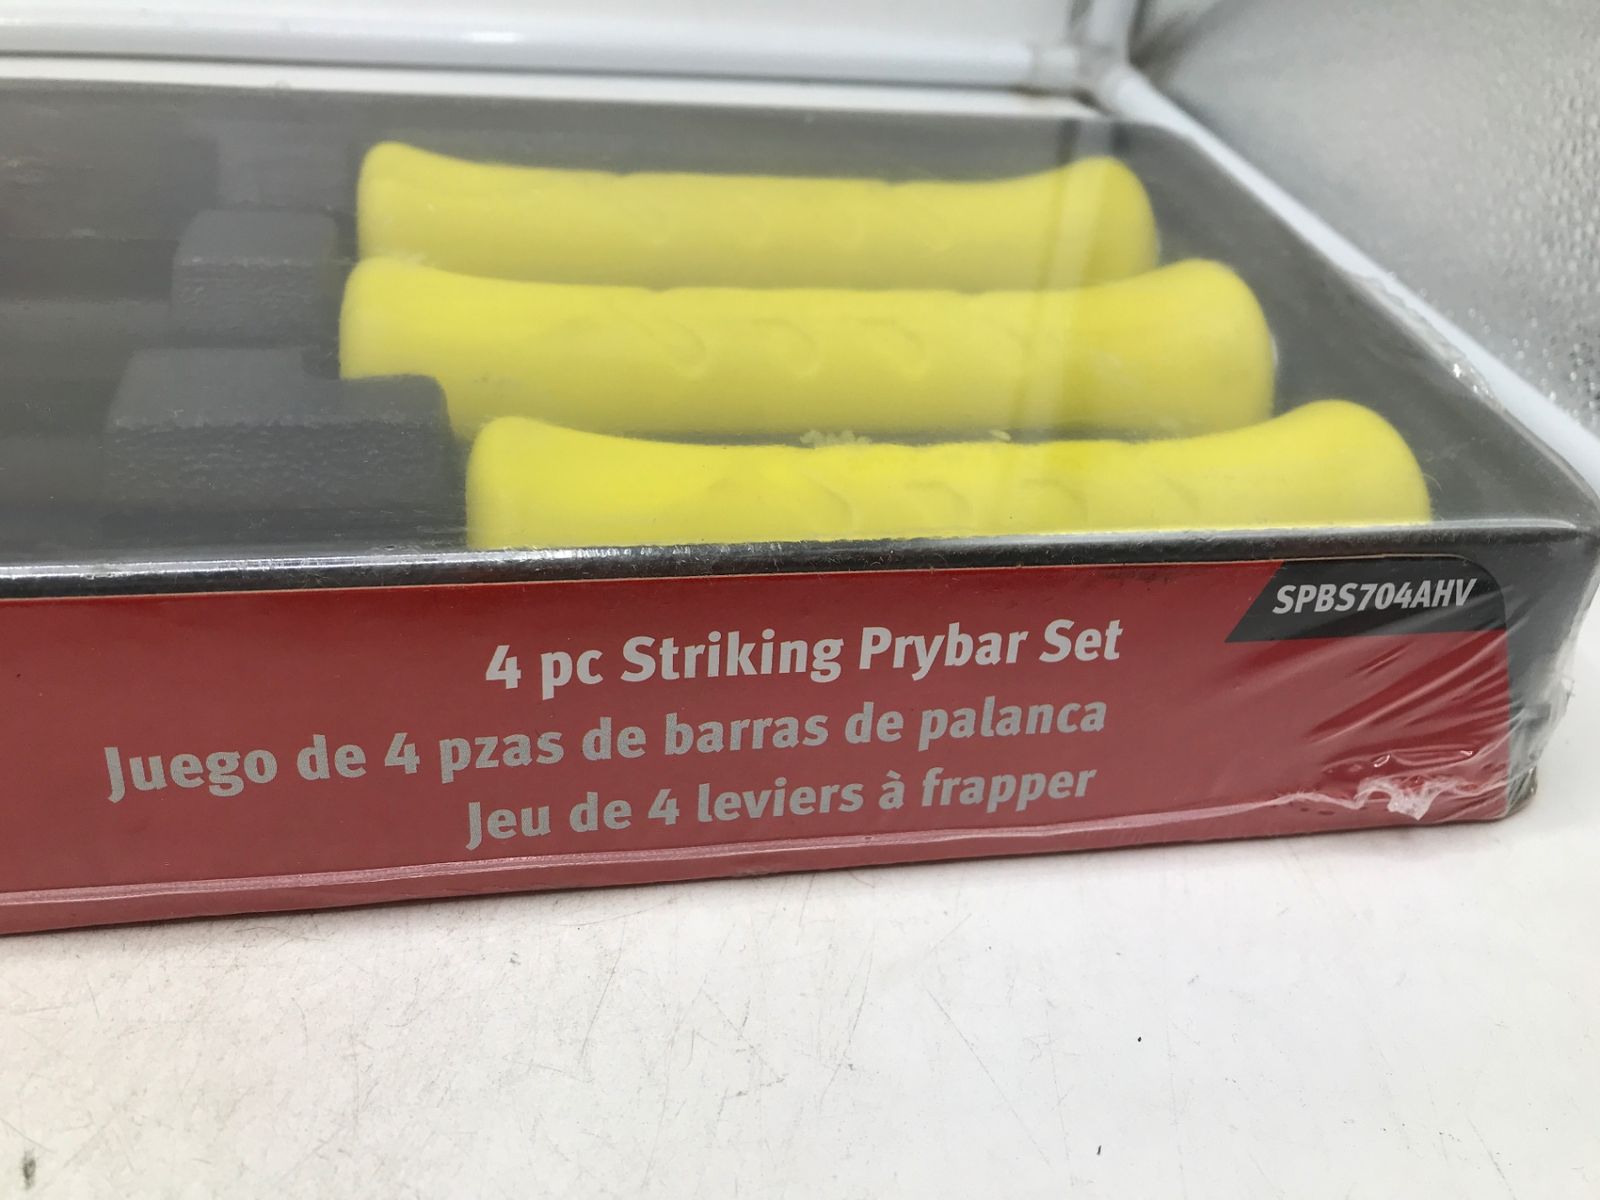 SPBS704AHV
4 pc Striking Prybar Set
Juego de 4 pzas de barras de palanca
Jeu de 4 leviers à frapper